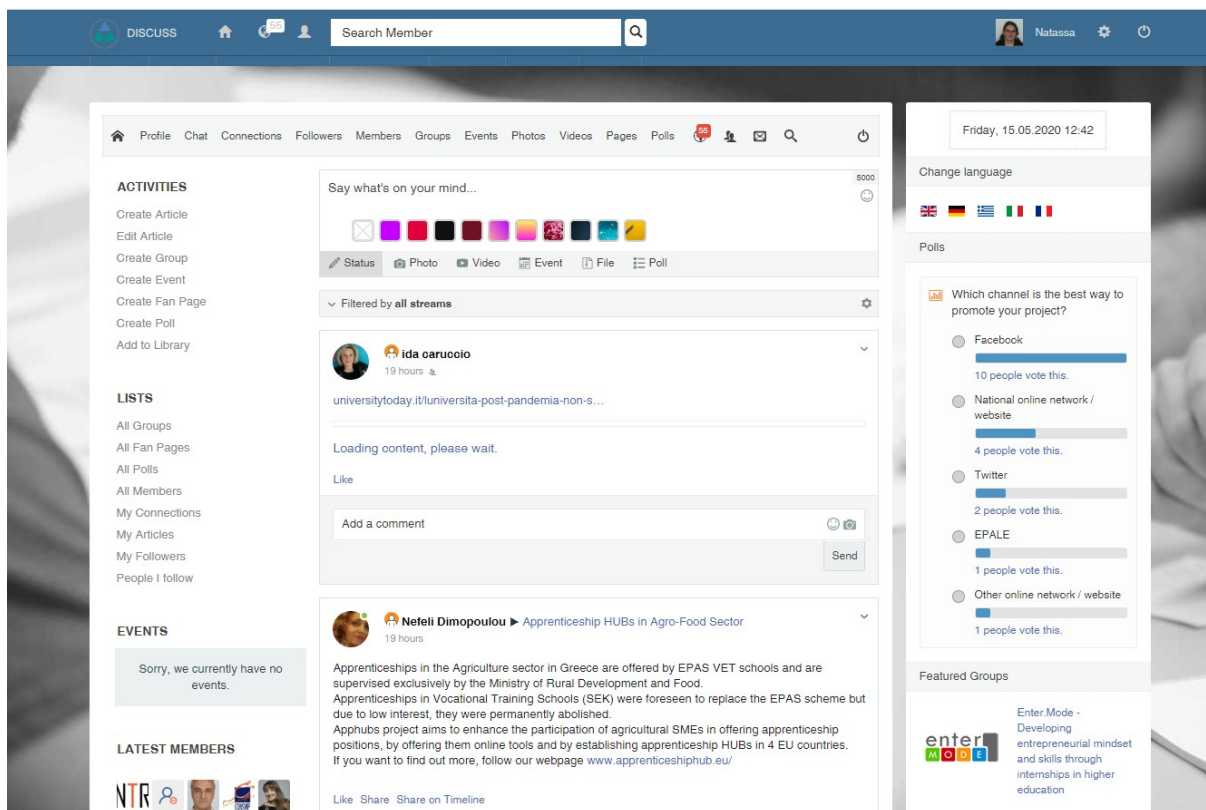 DISCUSS
55
Search Member
Natassa
Profile Chat Connections Followers Members Groups Events Photos Videos Pages Polls 55
ACTIVITIES
Create Article
Edit Article
Create Group
Create Event
Create Fan Page
Create Poll
Add to Library
LISTS
All Groups
All Fan Pages
All Polls
All Members
My Connections
My Articles
My Followers
People I follow
EVENTS
Sorry, we currently have no
events.
LATEST MEMBERS
NTR
Say what's on your mind...
5000
Status Photo Video Event File Poll
Filtered by all streams
ida caruccio
19 hours
universitytoday.it/luniversita-post-pandemia-non-s...
Loading content, please wait.
Like
Add a comment
Send
Nefeli Dimopoulou ▶ Apprenticeship HUBs in Agro-Food Sector
19 hours
Apprenticeships in the Agriculture sector in Greece are offered by EPAS VET schools and are
supervised exclusively by the Ministry of Rural Development and Food.
Apprenticeships in Vocational Training Schools (SEK) were foreseen to replace the EPAS scheme but
due to low interest, they were permanently abolished.
Apphubs project aims to enhance the participation of agricultural SMEs in offering apprenticeship
positions, by offering them online tools and by establishing apprenticeship HUBs in 4 EU countries.
If you want to find out more, follow our webpage www.apprenticeshiphub.eu/
Like Share Share on Timeline
Friday, 15.05.2020 12:42
Change language
Polls
Which channel is the best way to
promote your project?
Facebook
10 people vote this.
National online network /
website
4 people vote this.
Twitter
2 people vote this.
EPALE
1 people vote this.
Other online network / website
1 people vote this.
Featured Groups
enter
MODE
Enter.Mode -
Developing
entrepreneurial mindset
and skills through
internships in higher
education